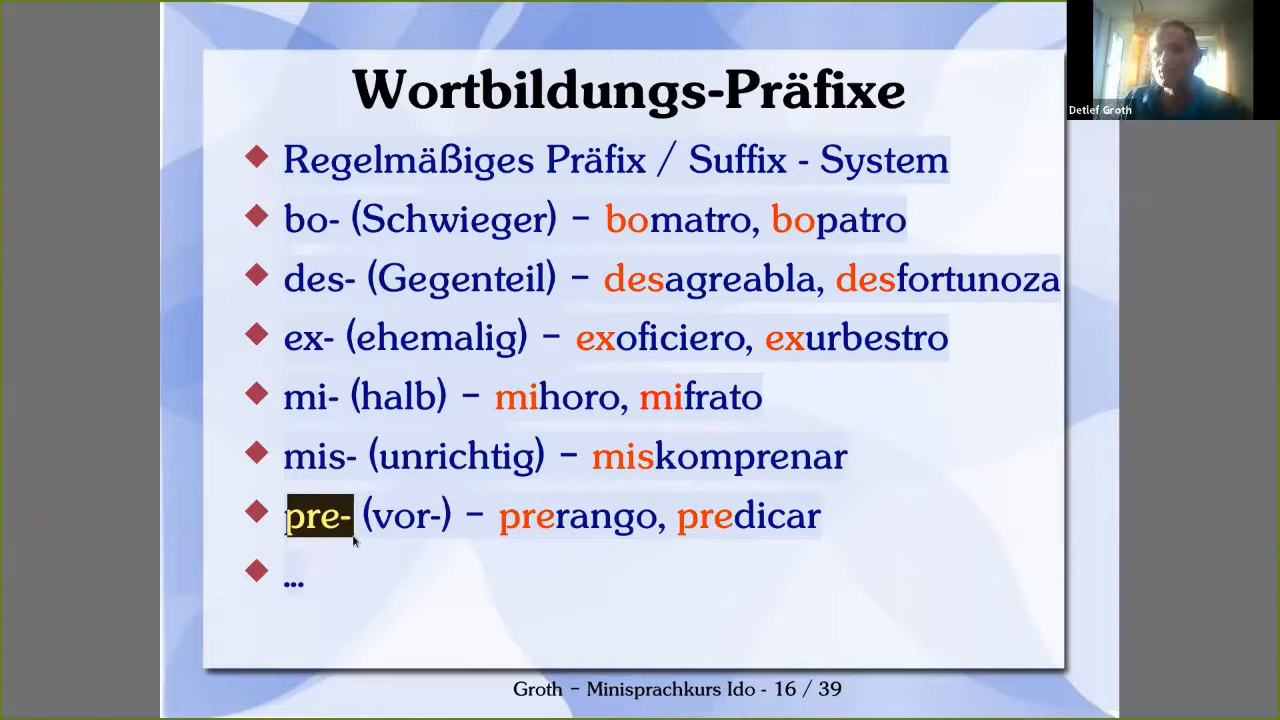 Wortbildungs-Präfixe
Detlef Groth
Regelmäßiges Präfix / Suffix - System
bo- (Schwieger) – bomatro, bopatro
des- (Gegenteil) – desagreabla, desfortunoza
ex- (ehemalig) – exoficiero, exurbestro
mi- (halb) – mihoro, mifrato
mis- (unrichtig) – miskomprenar
pre- (vor-) – prerango, predicar
...
Groth – Minisprachkurs Ido - 16 / 39